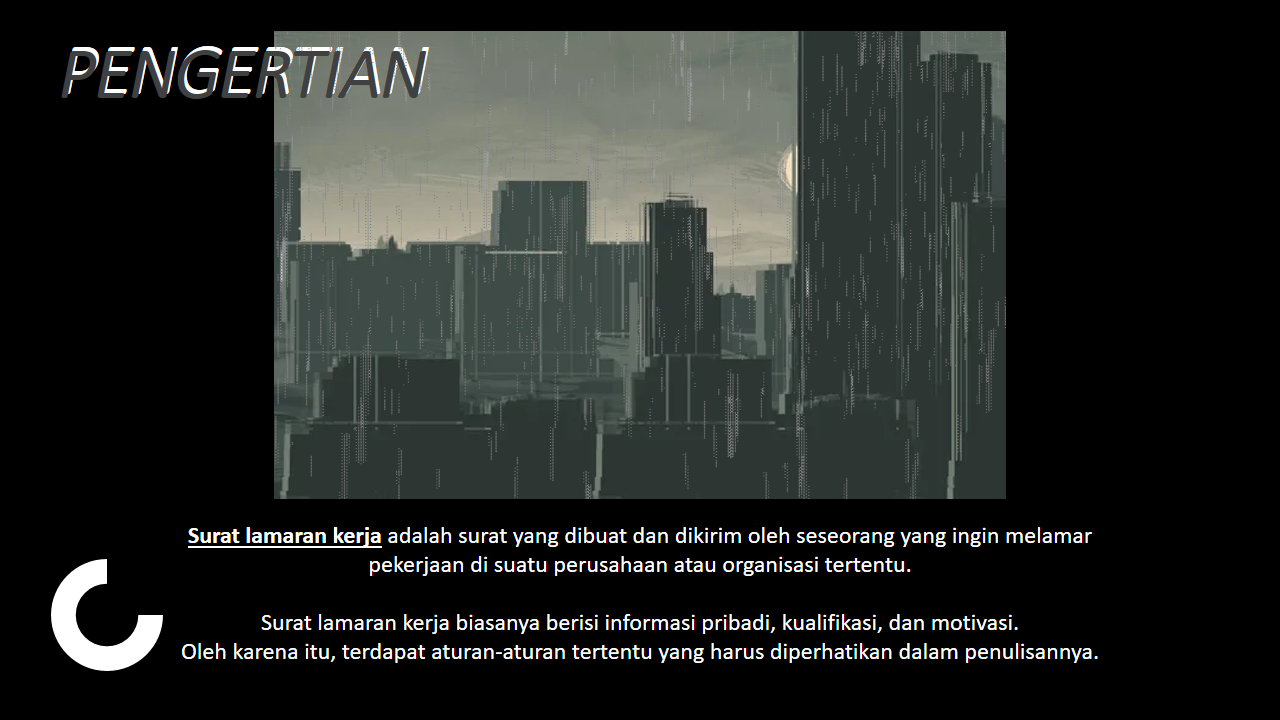 PENGERTIAN
Surat lamaran kerja adalah surat yang dibuat dan dikirim oleh seseorang yang ingin melamar
pekerjaan di suatu perusahaan atau organisasi tertentu.
Surat lamaran kerja biasanya berisi informasi pribadi, kualifikasi, dan motivasi.
Oleh karena itu, terdapat aturan-aturan tertentu yang harus diperhatikan dalam penulisannya.